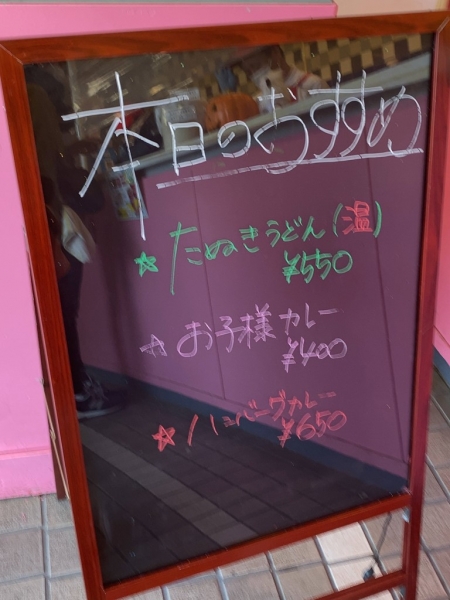 本日のおすすめ
☆ たぬきうどん(温)
¥550
☆ お子様カレー
¥400
☆ ハンバーグカレー
¥650